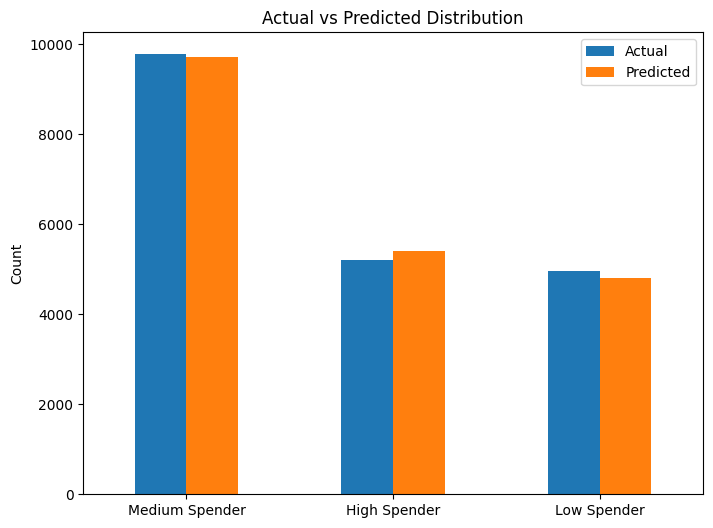 Actual vs Predicted Distribution
Actual
Predicted
Count
10000
8000
6000
4000
2000
0
Medium Spender
High Spender
Low Spender